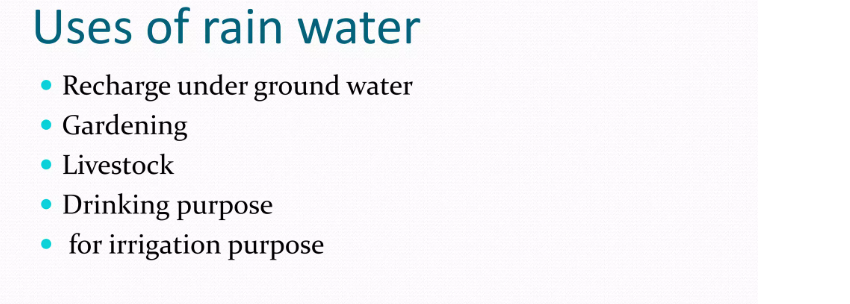 Uses of rain water
• Recharge under ground water
• Gardening
• Livestock
• Drinking purpose
• for irrigation purpose